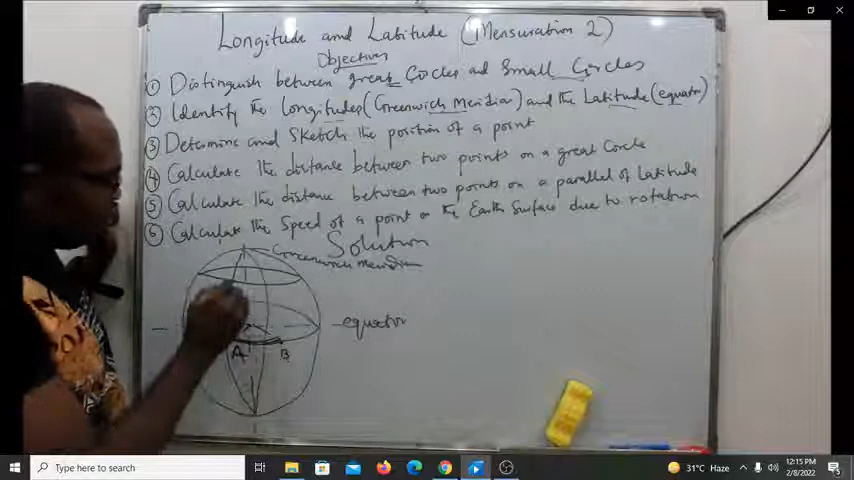 Longitude and Latitude (Mensuration 2)
Objectives
① Distinguish between great Circles and Small Circles
② Identify the Longitudes (Greenwich Meridian) and the Latitude (equator)
③ Determine and Sketch the position of a point
④ Calculate the distance between two points on a great Circle
⑤ Calculate the distance between two points on a parallel of Latitude
⑥ Calculate the Speed of a point on the Earth Surface due to rotation
Solution
Greenwich meridian
equator
A B
Type here to search
31°C Haze
12:15 PM
2/8/2022